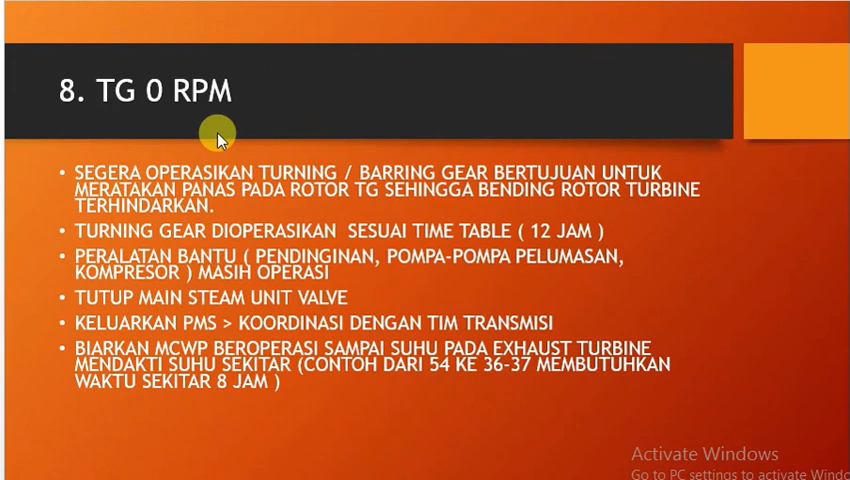 8. TG 0 RPM
• SEGERA OPERASIKAN TURNING / BARRING GEAR BERTUJUAN UNTUK
MERATAKAN PANAS PADA ROTOR TG SEHINGGA BENDING ROTOR TURBINE
TERHINDARKAN.
• TURNING GEAR DIOPERASIKAN SESUAI TIME TABLE ( 12 JAM )
• PERALATAN BANTU ( PENDINGINAN, POMPA-POMPA PELUMASAN,
KOMPRESOR ) MASIH OPERASI
• TUTUP MAIN STEAM UNIT VALVE
• KELUARKAN PMS > KOORDINASI DENGAN TIM TRANSMISI
• BIARKAN MCWP BEROPERASI SAMPAI SUHU PADA EXHAUST TURBINE
MENDAKTI SUHU SEKITAR (CONTOH DARI 54 KE 36-37 MEMBUTUHKAN
WAKTU SEKITAR 8 JAM )
Activate Windows
Go to PC settings to activate Windo